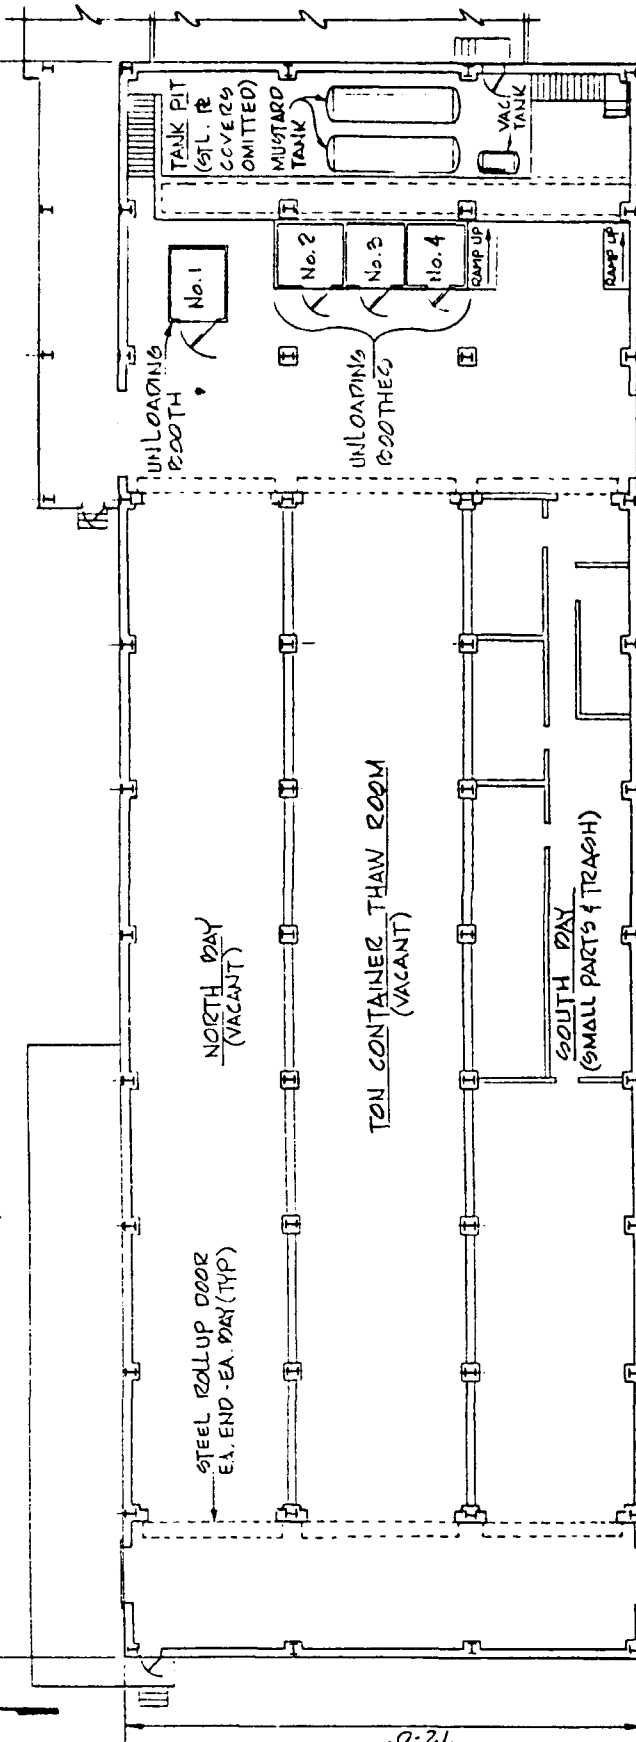 TANK PIT
(STL. PL
COVERS
OMITTED)
MUSTARD
TANK
VAC.
TANK
No. 1
No. 2
No. 3
No. 4
RAMP UP
RAMP UP
UNLOADING
BOOTH
UNLOADING
BOOTHES
NORTH BAY
(VACANT)
TON CONTAINER THAW ROOM
(VACANT)
SOUTH BAY
(SMALL PARTS & TRASH)
STEEL ROLLUP DOOR
EA. END - EA. BAY (TYP)